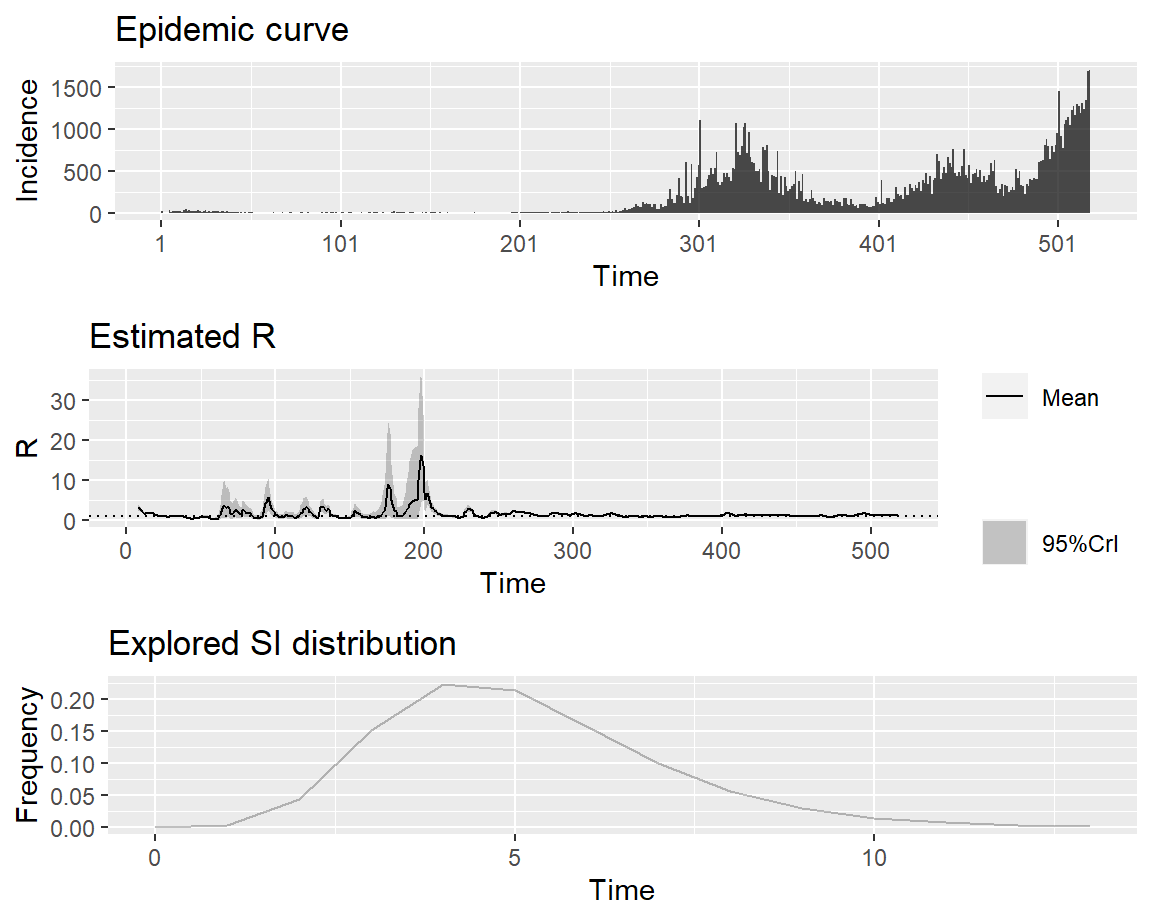 Epidemic curve
Incidence
1500
1000
500
0
1 101 201 301 401 501
Time
Estimated R
R
30
20
10
0
0 100 200 300 400 500
Time
Mean
95%CrI
Explored SI distribution
Frequency
0.20
0.15
0.10
0.05
0.00
0 5 10
Time